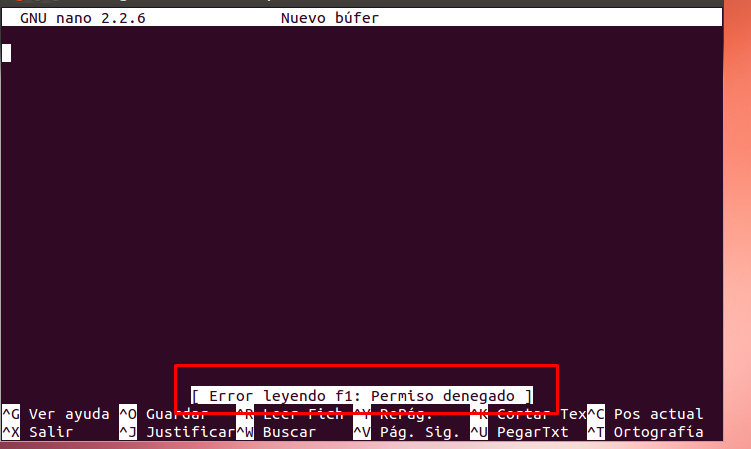 GNU nano 2.2.6 Nuevo búfer
[ Error leyendo f1: Permiso denegado ]
^G Ver ayuda ^O Guardar ^R Leer Fich ^Y RePág. ^K Cortar Tex ^C Pos actual
^X Salir ^J Justificar ^W Buscar ^V Pág. Sig. ^U PegarTxt ^T Ortografía